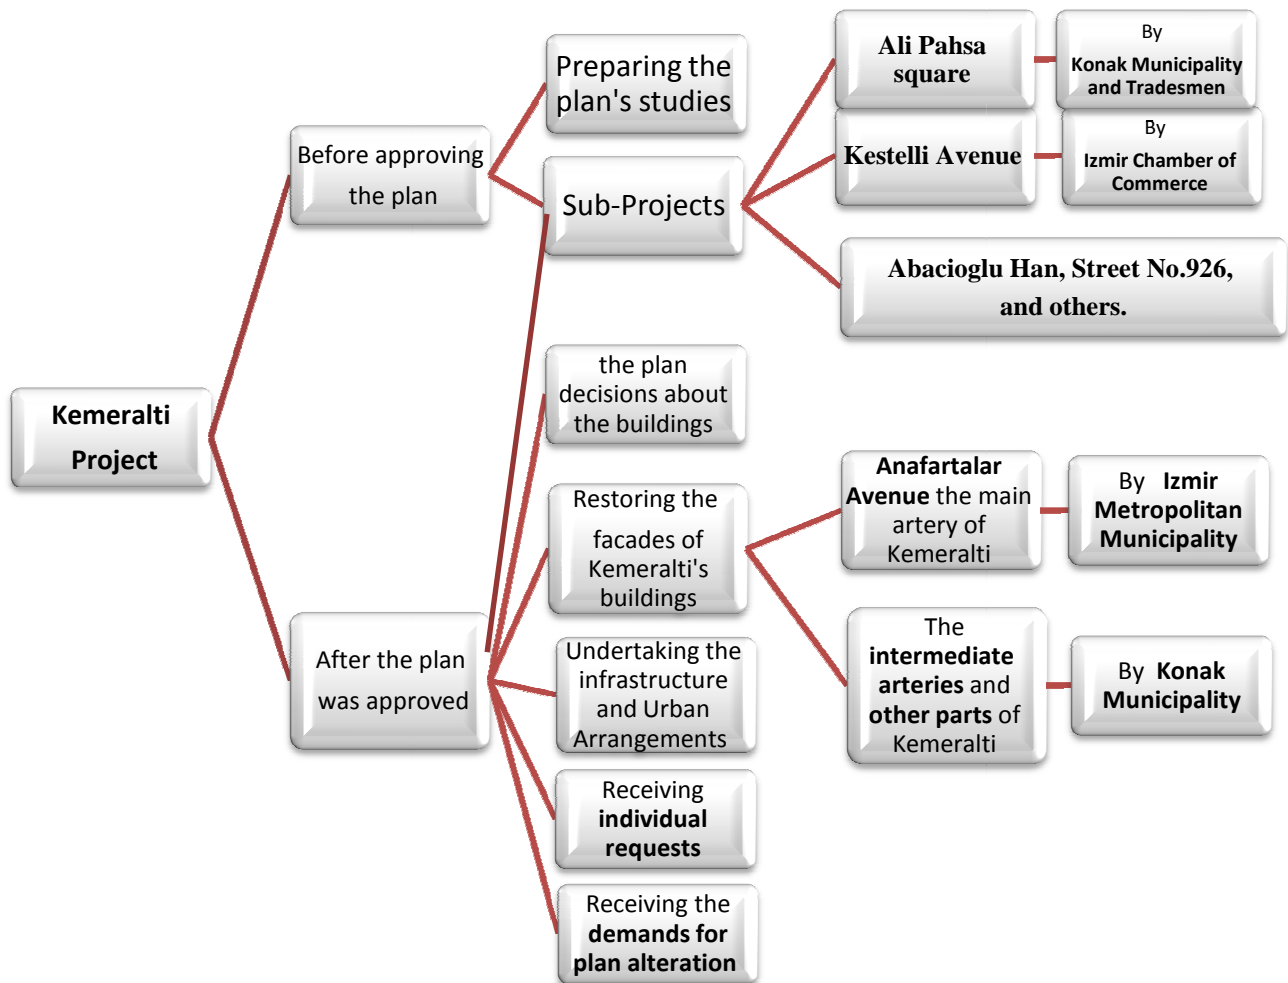 Kemeralti
Project
Before approving
the plan
After the plan
was approved
Preparing the
plan's studies
Sub-Projects
the plan
decisions about
the buildings
Restoring the
facades of
Kemeralti's
buildings
Undertaking the
infrastructure
and Urban
Arrangements
Receiving
individual
requests
Receiving the
demands for
plan alteration
Ali Pahsa
square
Kestelli Avenue
Abacioglu Han, Street No.926,
and others.
Anafartalar
Avenue the main
artery of
Kemeralti
The
intermediate
arteries and
other parts of
Kemeralti
By
Konak Municipality
and Tradesmen
By
Izmir Chamber of
Commerce
By Izmir
Metropolitan
Municipality
By Konak
Municipality